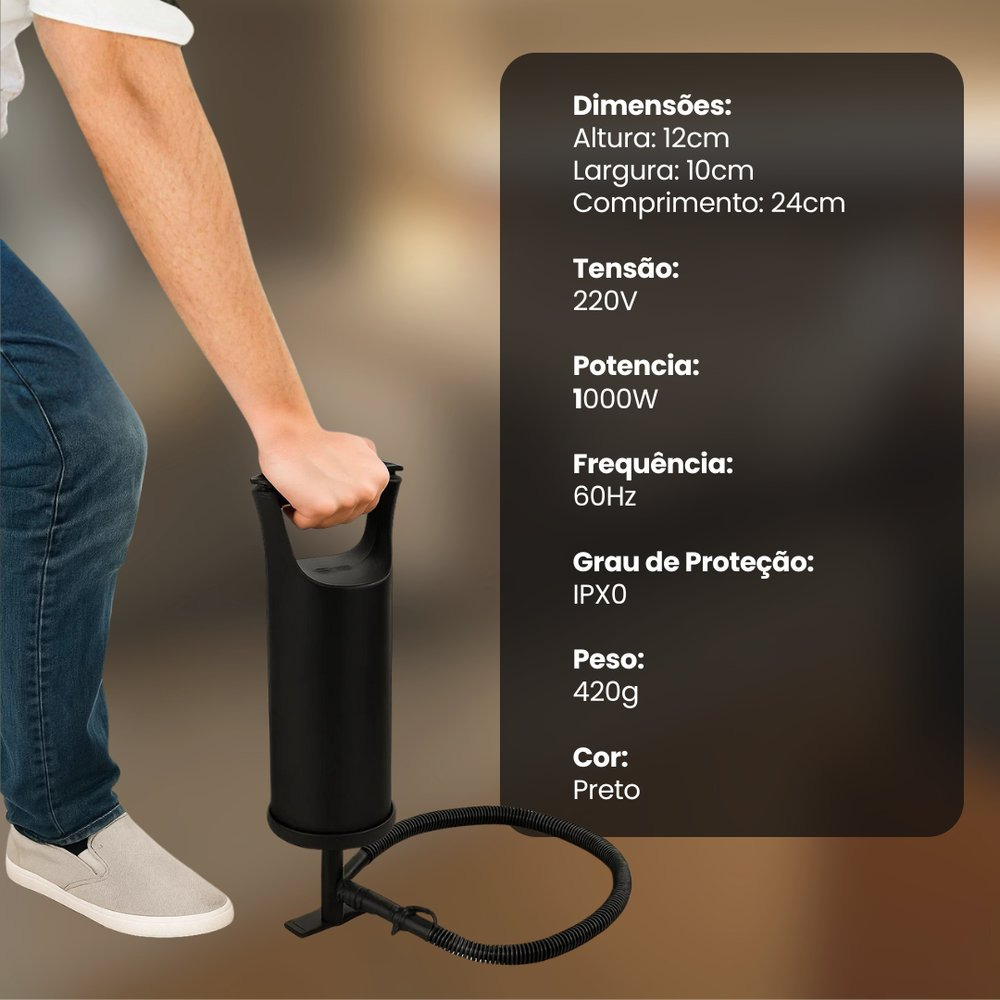 Dimensões:
Altura: 12cm
Largura: 10cm
Comprimento: 24cm
Tensão:
220V
Potencia:
1000W
Frequência:
60Hz
Grau de Proteção:
IPX0
Peso:
420g
Cor:
Preto